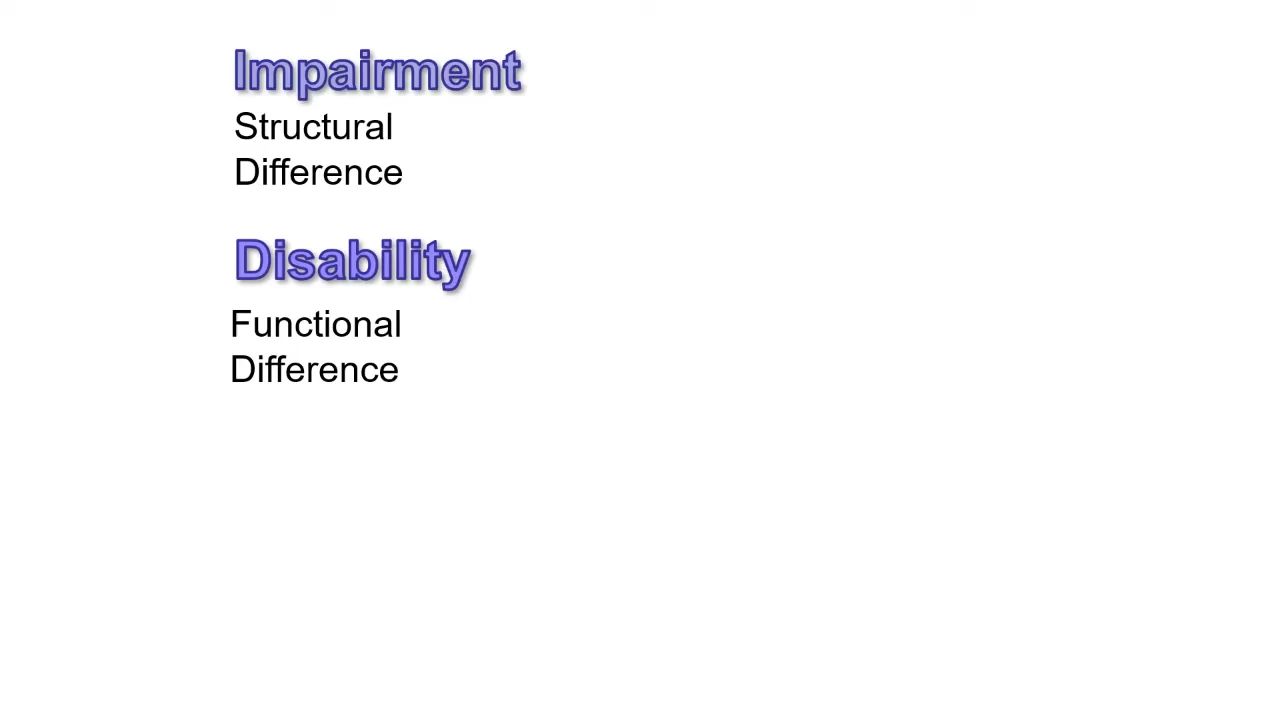 Impairment
Structural
Difference
Disability
Functional
Difference